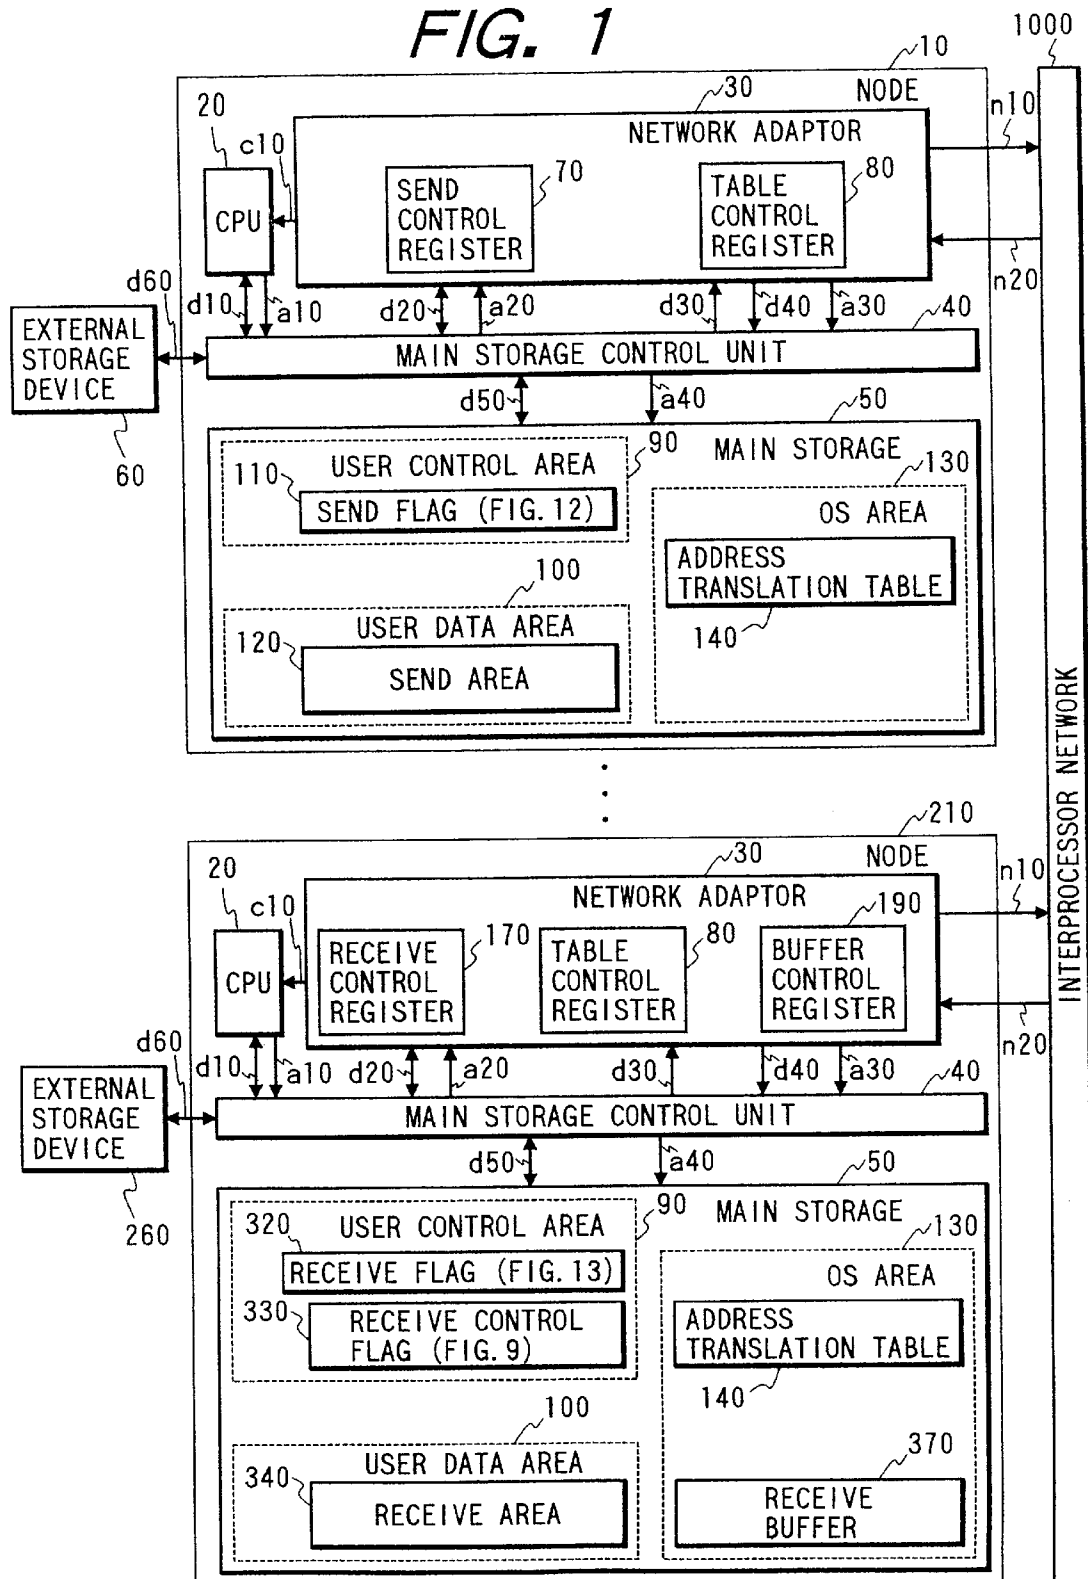 FIG. 1
1000
10
NODE
30
NETWORK ADAPTOR
n10
20
c10
CPU
SEND
CONTROL
REGISTER
70
TABLE
CONTROL
REGISTER
80
n20
d60
d10
a10
d20
a20
d30
d40
a30
40
EXTERNAL
STORAGE
DEVICE
60
MAIN STORAGE CONTROL UNIT
d50
a40
50
MAIN STORAGE
90
USER CONTROL AREA
110
SEND FLAG (FIG. 12)
130
OS AREA
ADDRESS
TRANSLATION TABLE
140
100
USER DATA AREA
120
SEND AREA
INTERPROCESSOR NETWORK
210
NODE
30
NETWORK ADAPTOR
n10
20
c10
CPU
RECEIVE
CONTROL
REGISTER
170
TABLE
CONTROL
REGISTER
80
BUFFER
CONTROL
REGISTER
190
n20
d60
d10
a10
d20
a20
d30
d40
a30
40
EXTERNAL
STORAGE
DEVICE
260
MAIN STORAGE CONTROL UNIT
d50
a40
50
MAIN STORAGE
90
USER CONTROL AREA
320
RECEIVE FLAG (FIG. 13)
330
RECEIVE CONTROL
FLAG (FIG. 9)
130
OS AREA
ADDRESS
TRANSLATION TABLE
140
100
USER DATA AREA
340
RECEIVE AREA
370
RECEIVE
BUFFER